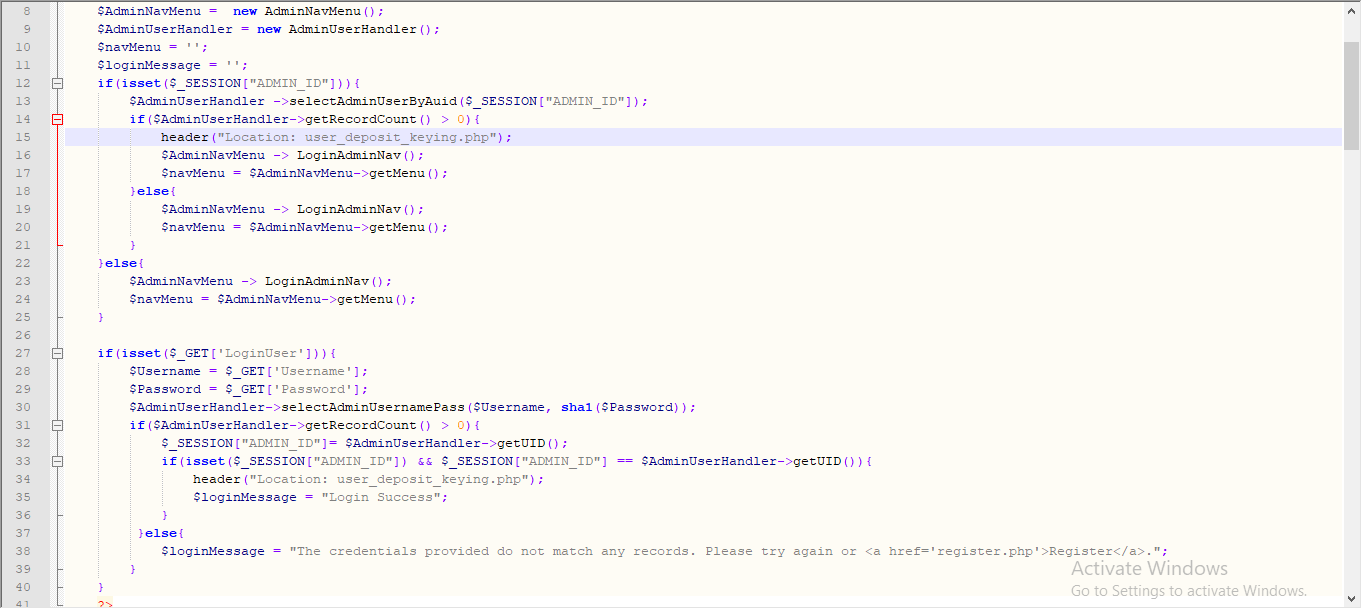 8 $AdminNavMenu =  new AdminNavMenu();
9 $AdminUserHandler = new AdminUserHandler();
10 $navMenu = '';
11 $loginMessage = '';
12 if(isset($_SESSION["ADMIN_ID"])){
13 $AdminUserHandler ->selectAdminUserByAuid($_SESSION["ADMIN_ID"]);
14 if($AdminUserHandler->getRecordCount() > 0){
15 header("Location: user_deposit_keying.php");
16 $AdminNavMenu -> LoginAdminNav();
17 $navMenu = $AdminNavMenu->getMenu();
18 }else{
19 $AdminNavMenu -> LoginAdminNav();
20 $navMenu = $AdminNavMenu->getMenu();
21 }
22 }else{
23 $AdminNavMenu -> LoginAdminNav();
24 $navMenu = $AdminNavMenu->getMenu();
25 }
26
27 if(isset($_GET['LoginUser'])){
28 $Username = $_GET['Username'];
29 $Password = $_GET['Password'];
30 $AdminUserHandler->selectAdminUsernamePass($Username, sha1($Password));
31 if($AdminUserHandler->getRecordCount() > 0){
32 $_SESSION["ADMIN_ID"]= $AdminUserHandler->getUID();
33 if(isset($_SESSION["ADMIN_ID"]) && $_SESSION["ADMIN_ID"] == $AdminUserHandler->getUID()){
34 header("Location: user_deposit_keying.php");
35 $loginMessage = "Login Success";
36 }
37 }else{
38 $loginMessage = "The credentials provided do not match any records. Please try again or <a href='register.php'>Register</a>.";
39 }
40 }
41 ?>
Activate Windows
Go to Settings to activate Windows.